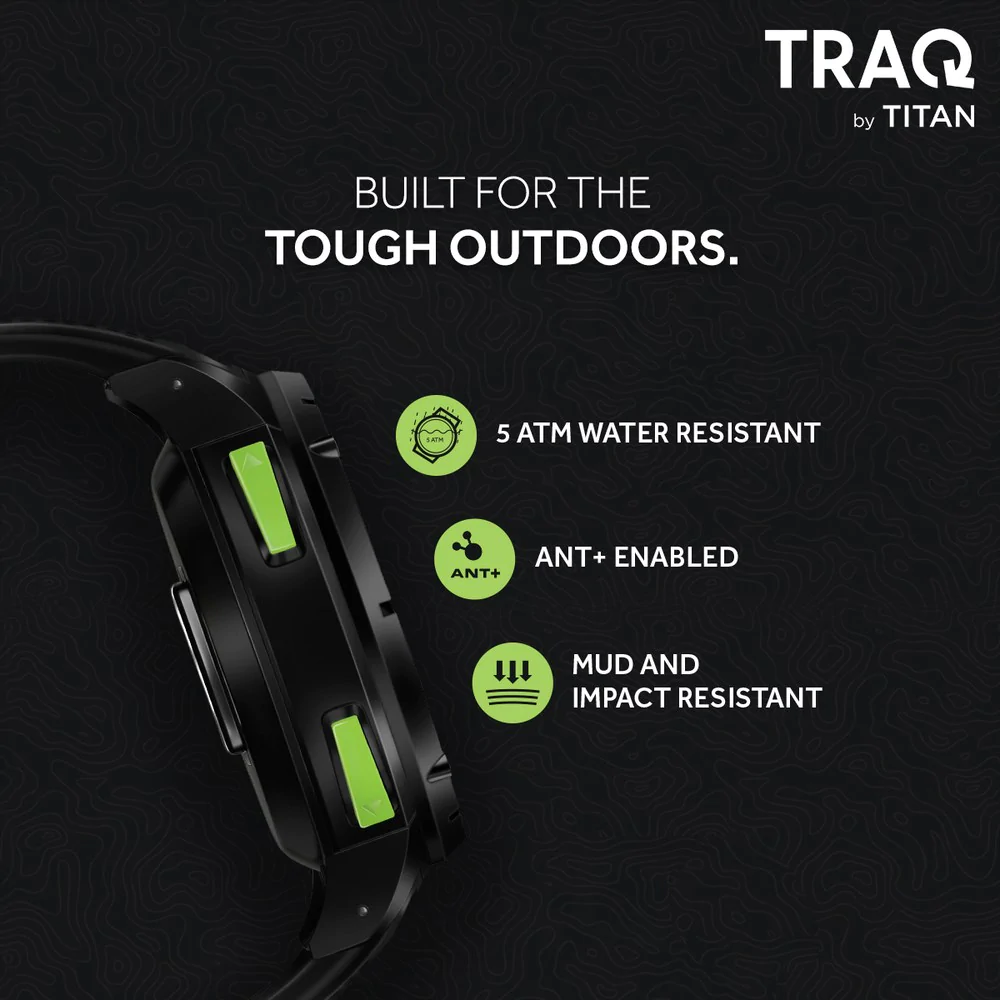 TRAQ
by TITAN
BUILT FOR THE
TOUGH OUTDOORS.
5 ATM
5 ATM WATER RESISTANT
ANT+
ANT+ ENABLED
MUD AND
IMPACT RESISTANT